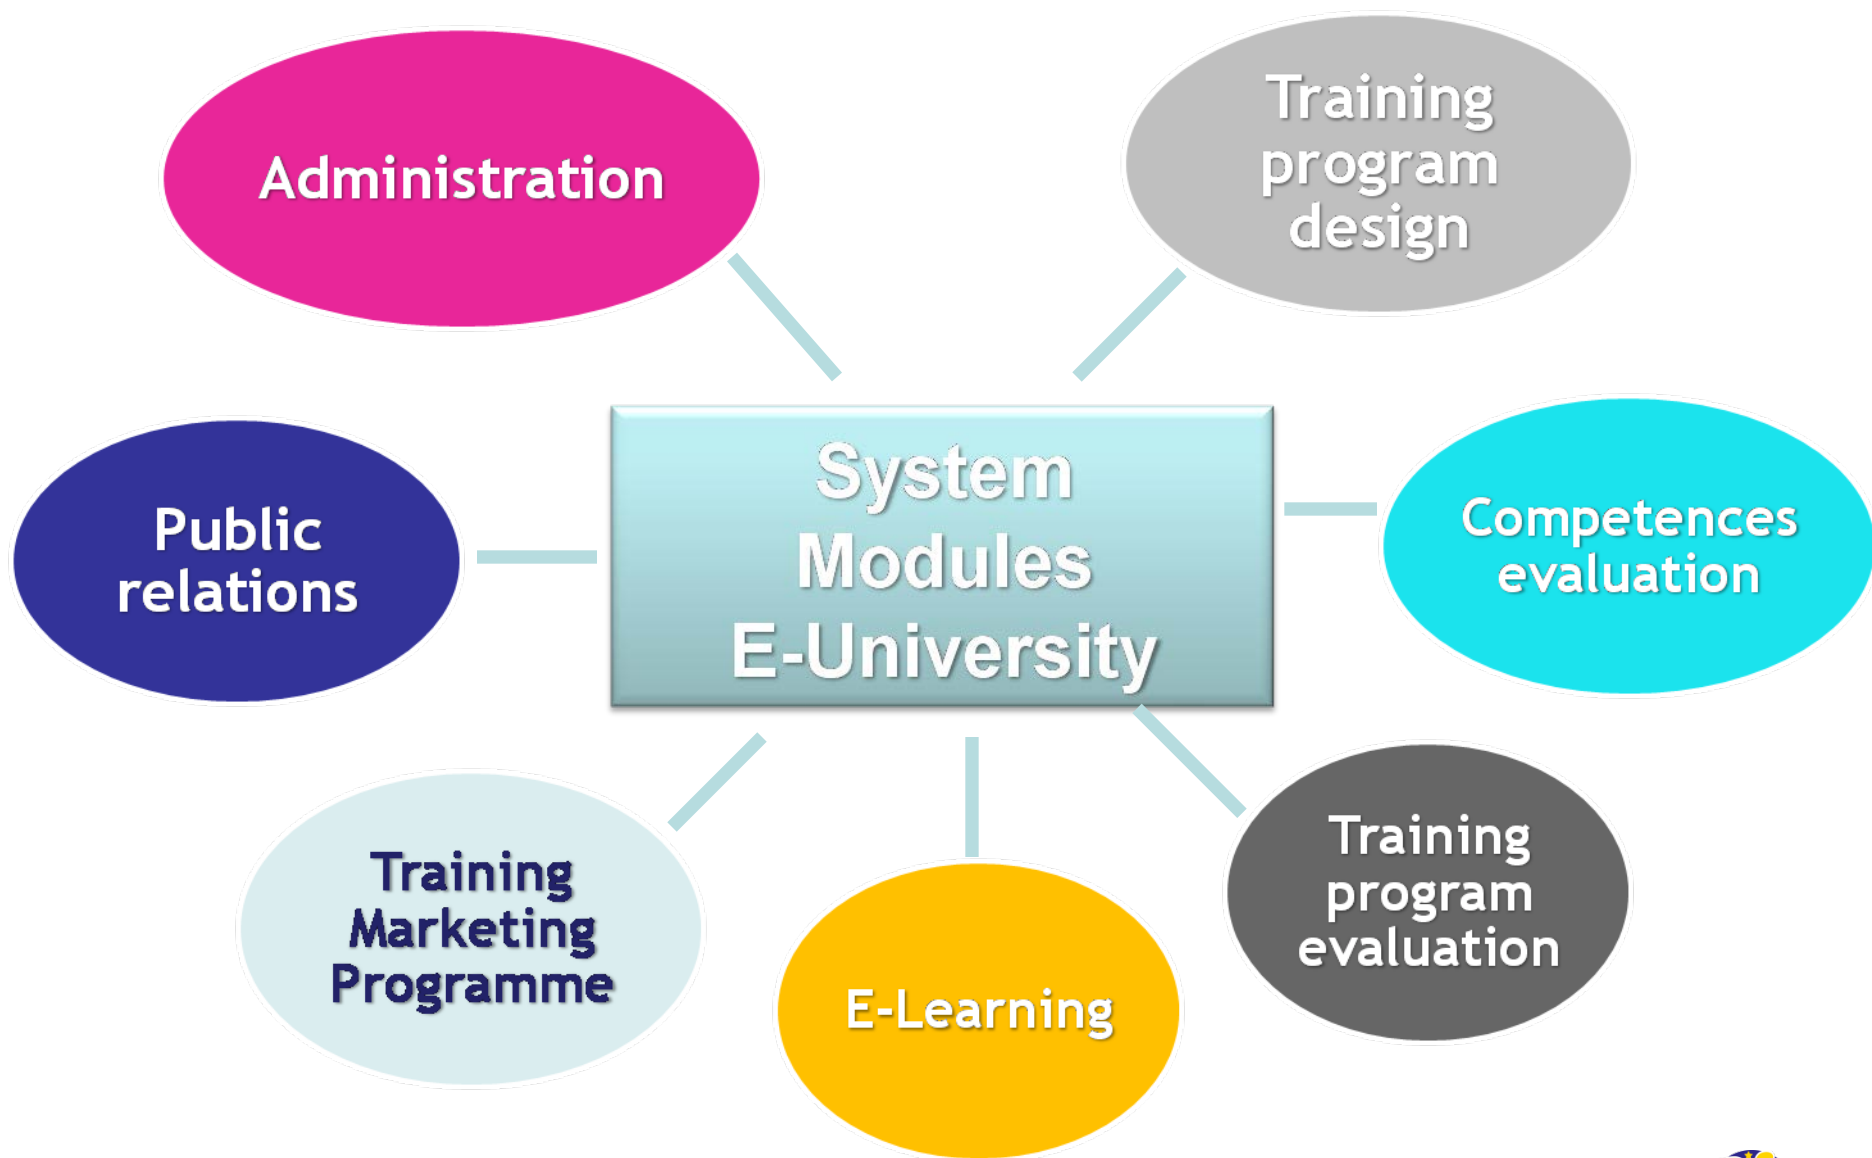 Administration
Training
program
design
Public
relations
System
Modules
E-University
Competences
evaluation
Training
Marketing
Programme
E-Learning
Training
program
evaluation